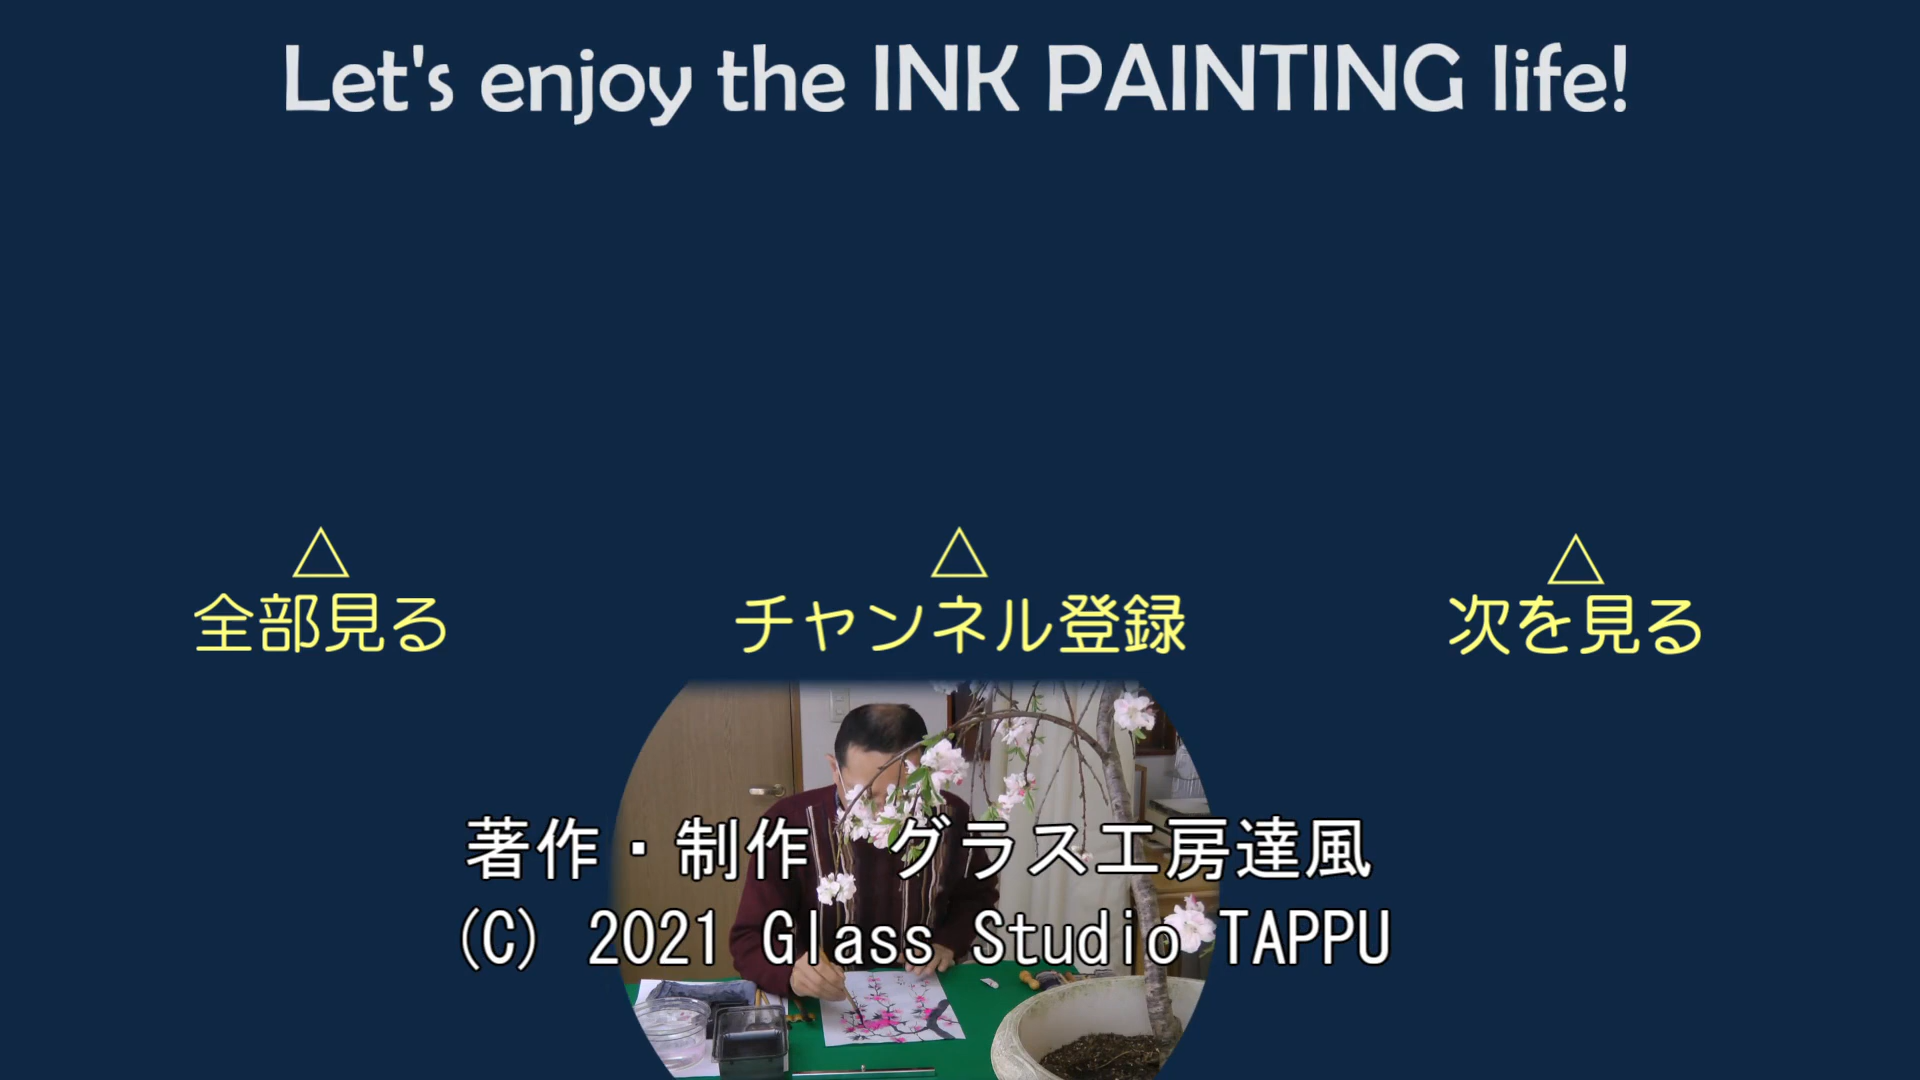 Let's enjoy the INK PAINTING life!
△ △ △
全部見る チャンネル登録 次を見る
著作・制作　グラス工房達風
(C) 2021 Glass Studio TAPPU